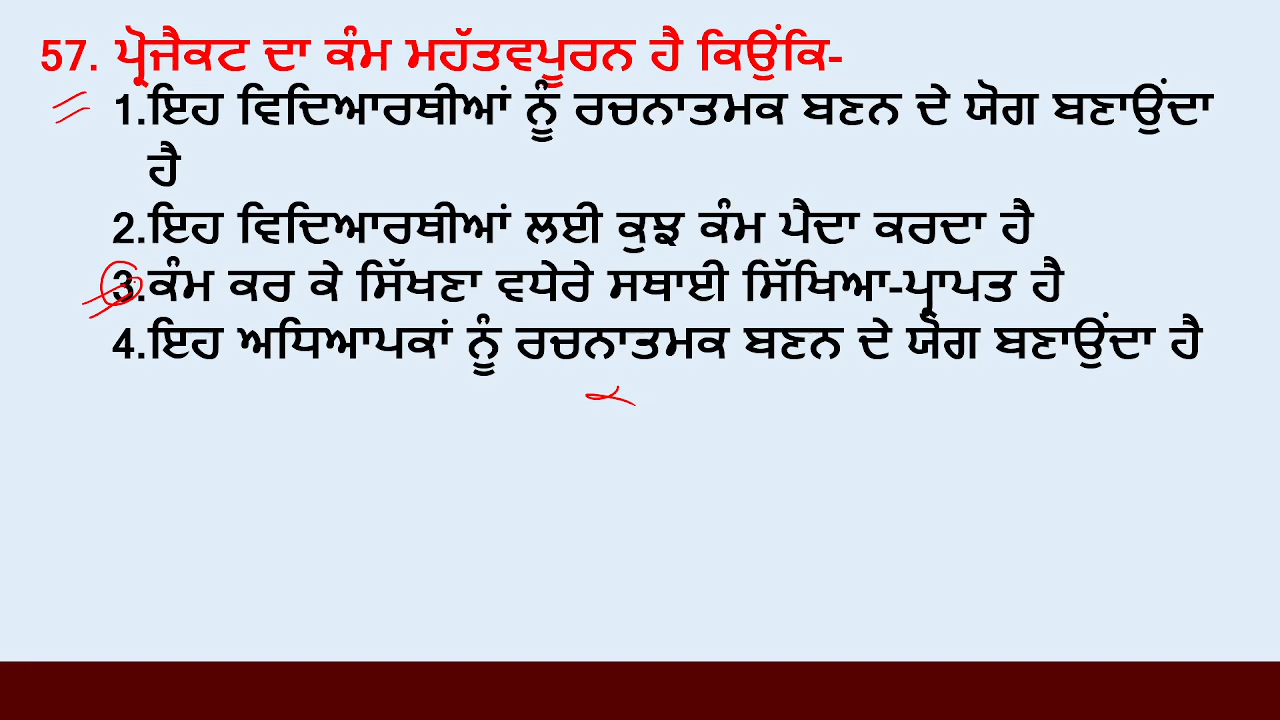 57. ਪ੍ਰੋਜੈਕਟ ਦਾ ਕੰਮ ਮਹੱਤਵਪੂਰਨ ਹੈ ਕਿਉਂਕਿ-
1.ਇਹ ਵਿਦਿਆਰਥੀਆਂ ਨੂੰ ਰਚਨਾਤਮਕ ਬਣਨ ਦੇ ਯੋਗ ਬਣਾਉਂਦਾ
ਹੈ
2.ਇਹ ਵਿਦਿਆਰਥੀਆਂ ਲਈ ਕੁਝ ਕੰਮ ਪੈਦਾ ਕਰਦਾ ਹੈ
3.ਕੰਮ ਕਰ ਕੇ ਸਿੱਖਣਾ ਵਧੇਰੇ ਸਥਾਈ ਸਿੱਖਿਆ-ਪ੍ਰਾਪਤ ਹੈ
4.ਇਹ ਅਧਿਆਪਕਾਂ ਨੂੰ ਰਚਨਾਤਮਕ ਬਣਨ ਦੇ ਯੋਗ ਬਣਾਉਂਦਾ ਹੈ